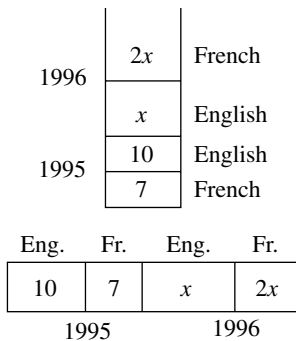 2x French
1996
x English
10 English
1995
7 French
Eng. Fr. Eng. Fr.
10 7 x 2x
1995 1996